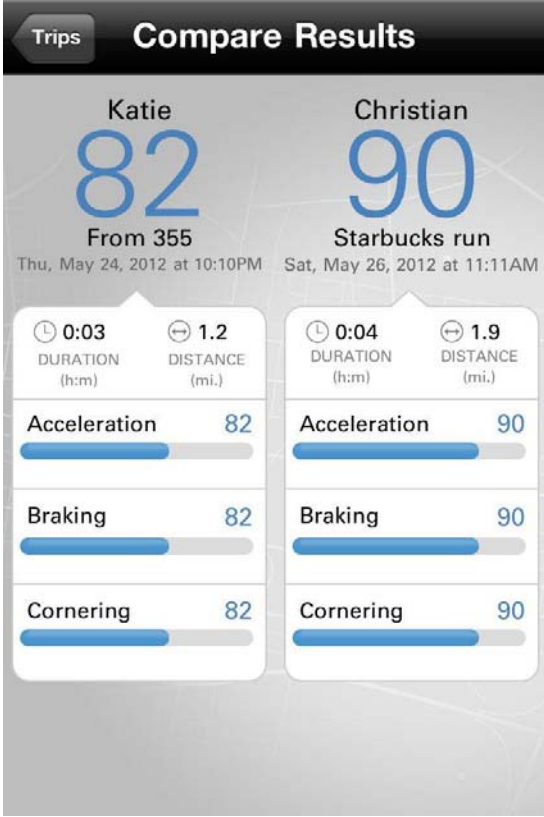 Trips
Compare Results
Katie
82
From 355
Thu, May 24, 2012 at 10:10PM
Christian
90
Starbucks run
Sat, May 26, 2012 at 11:11AM
0:03
DURATION
(h:m)
1.2
DISTANCE
(mi.)
Acceleration 82
Braking 82
Cornering 82
0:04
DURATION
(h:m)
1.9
DISTANCE
(mi.)
Acceleration 90
Braking 90
Cornering 90